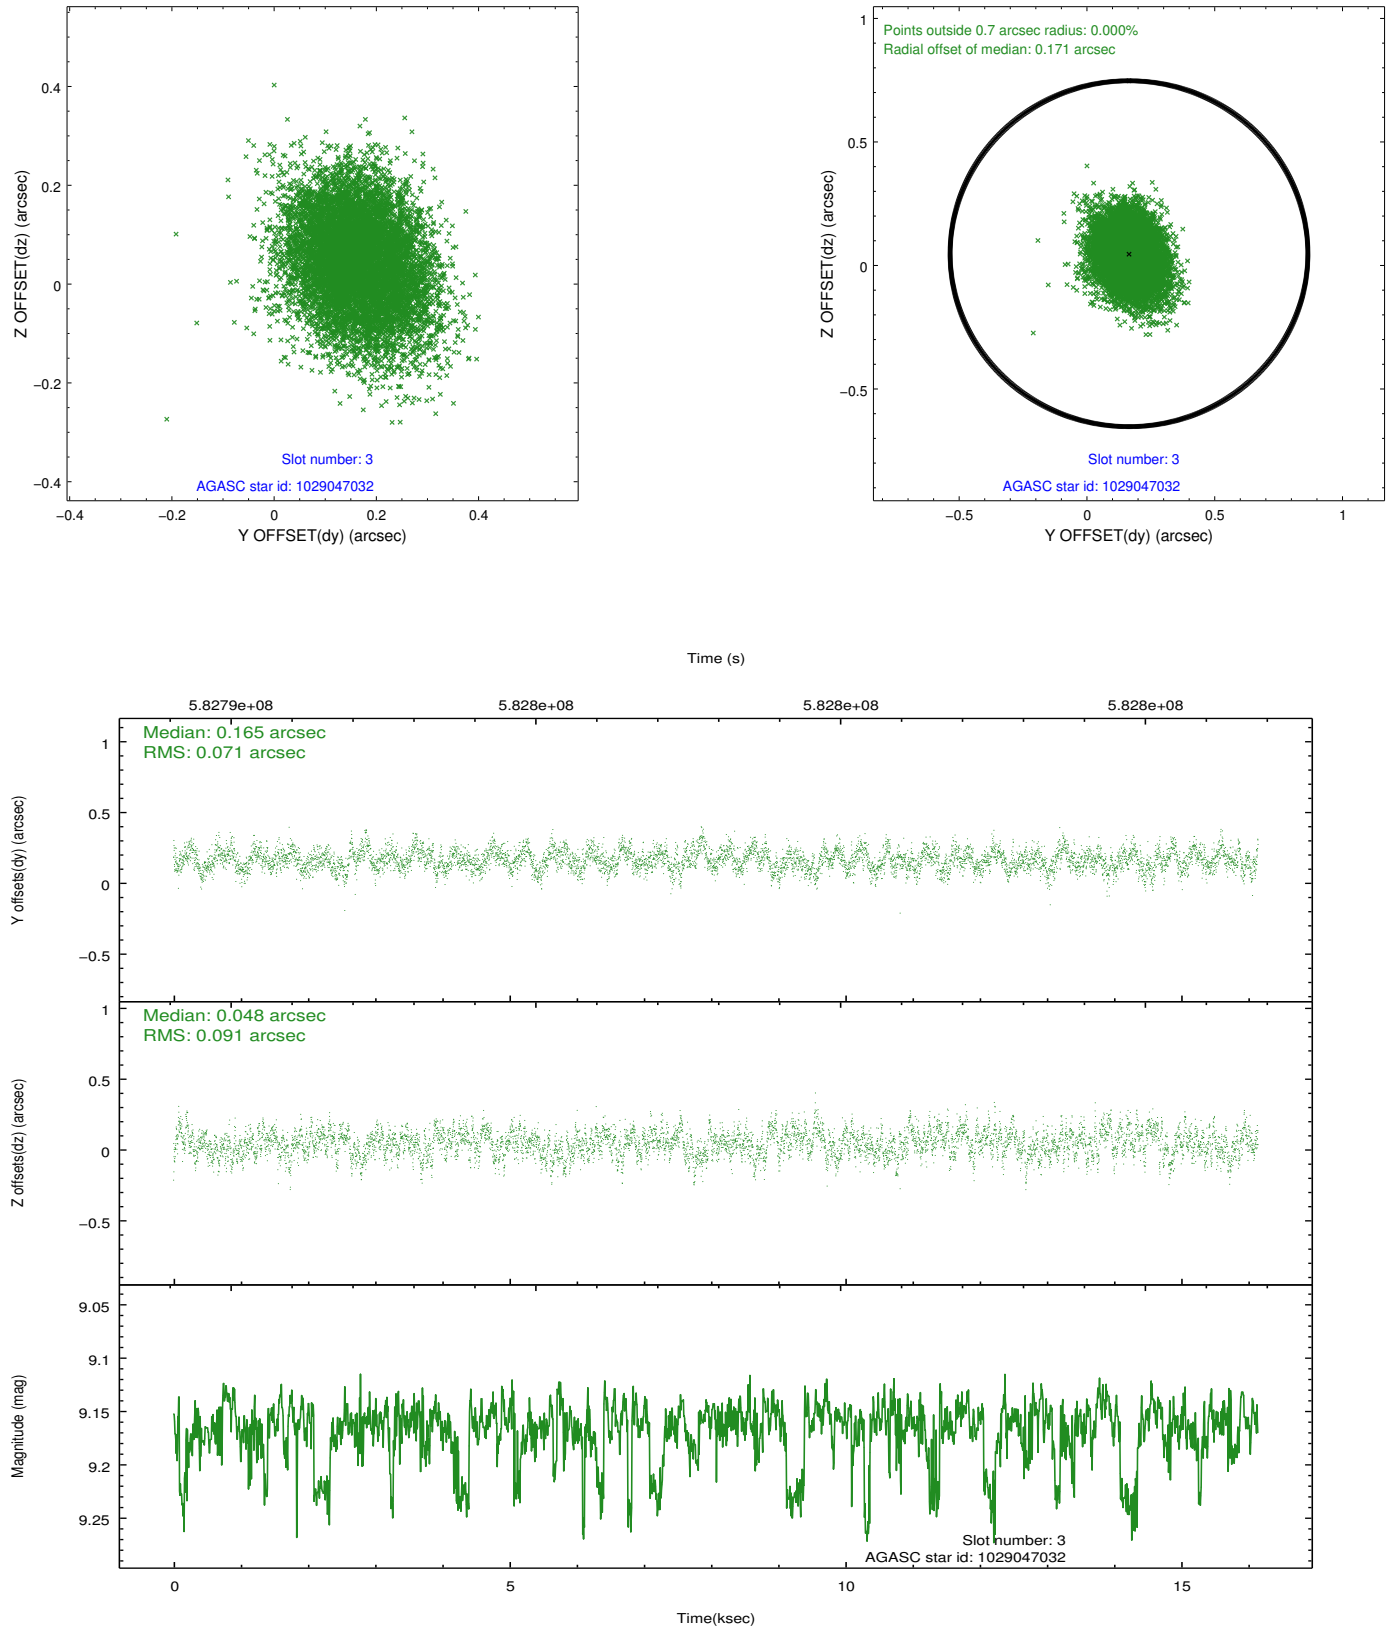 Points outside 0.7 arcsec radius: 0.000%
Radial offset of median: 0.171 arcsec
Z OFFSET(dz) (arcsec)
0.4
0.2
0
−0.2
−0.4
Slot number: 3
AGASC star id: 1029047032
−0.4 −0.2 0 0.2 0.4
Y OFFSET(dy) (arcsec)
Z OFFSET(dz) (arcsec)
1
0.5
0
−0.5
Slot number: 3
AGASC star id: 1029047032
−0.5 0 0.5 1
Y OFFSET(dy) (arcsec)
Time (s)
5.8279e+08 5.828e+08 5.828e+08 5.828e+08
Median: 0.165 arcsec
RMS: 0.071 arcsec
Y offsets(dy) (arcsec)
1
0.5
0
−0.5
Median: 0.048 arcsec
RMS: 0.091 arcsec
Z offsets(dz) (arcsec)
1
0.5
0
−0.5
Magnitude (mag)
9.05
9.1
9.15
9.2
9.25
Slot number: 3
AGASC star id: 1029047032
0 5 10 15
Time(ksec)